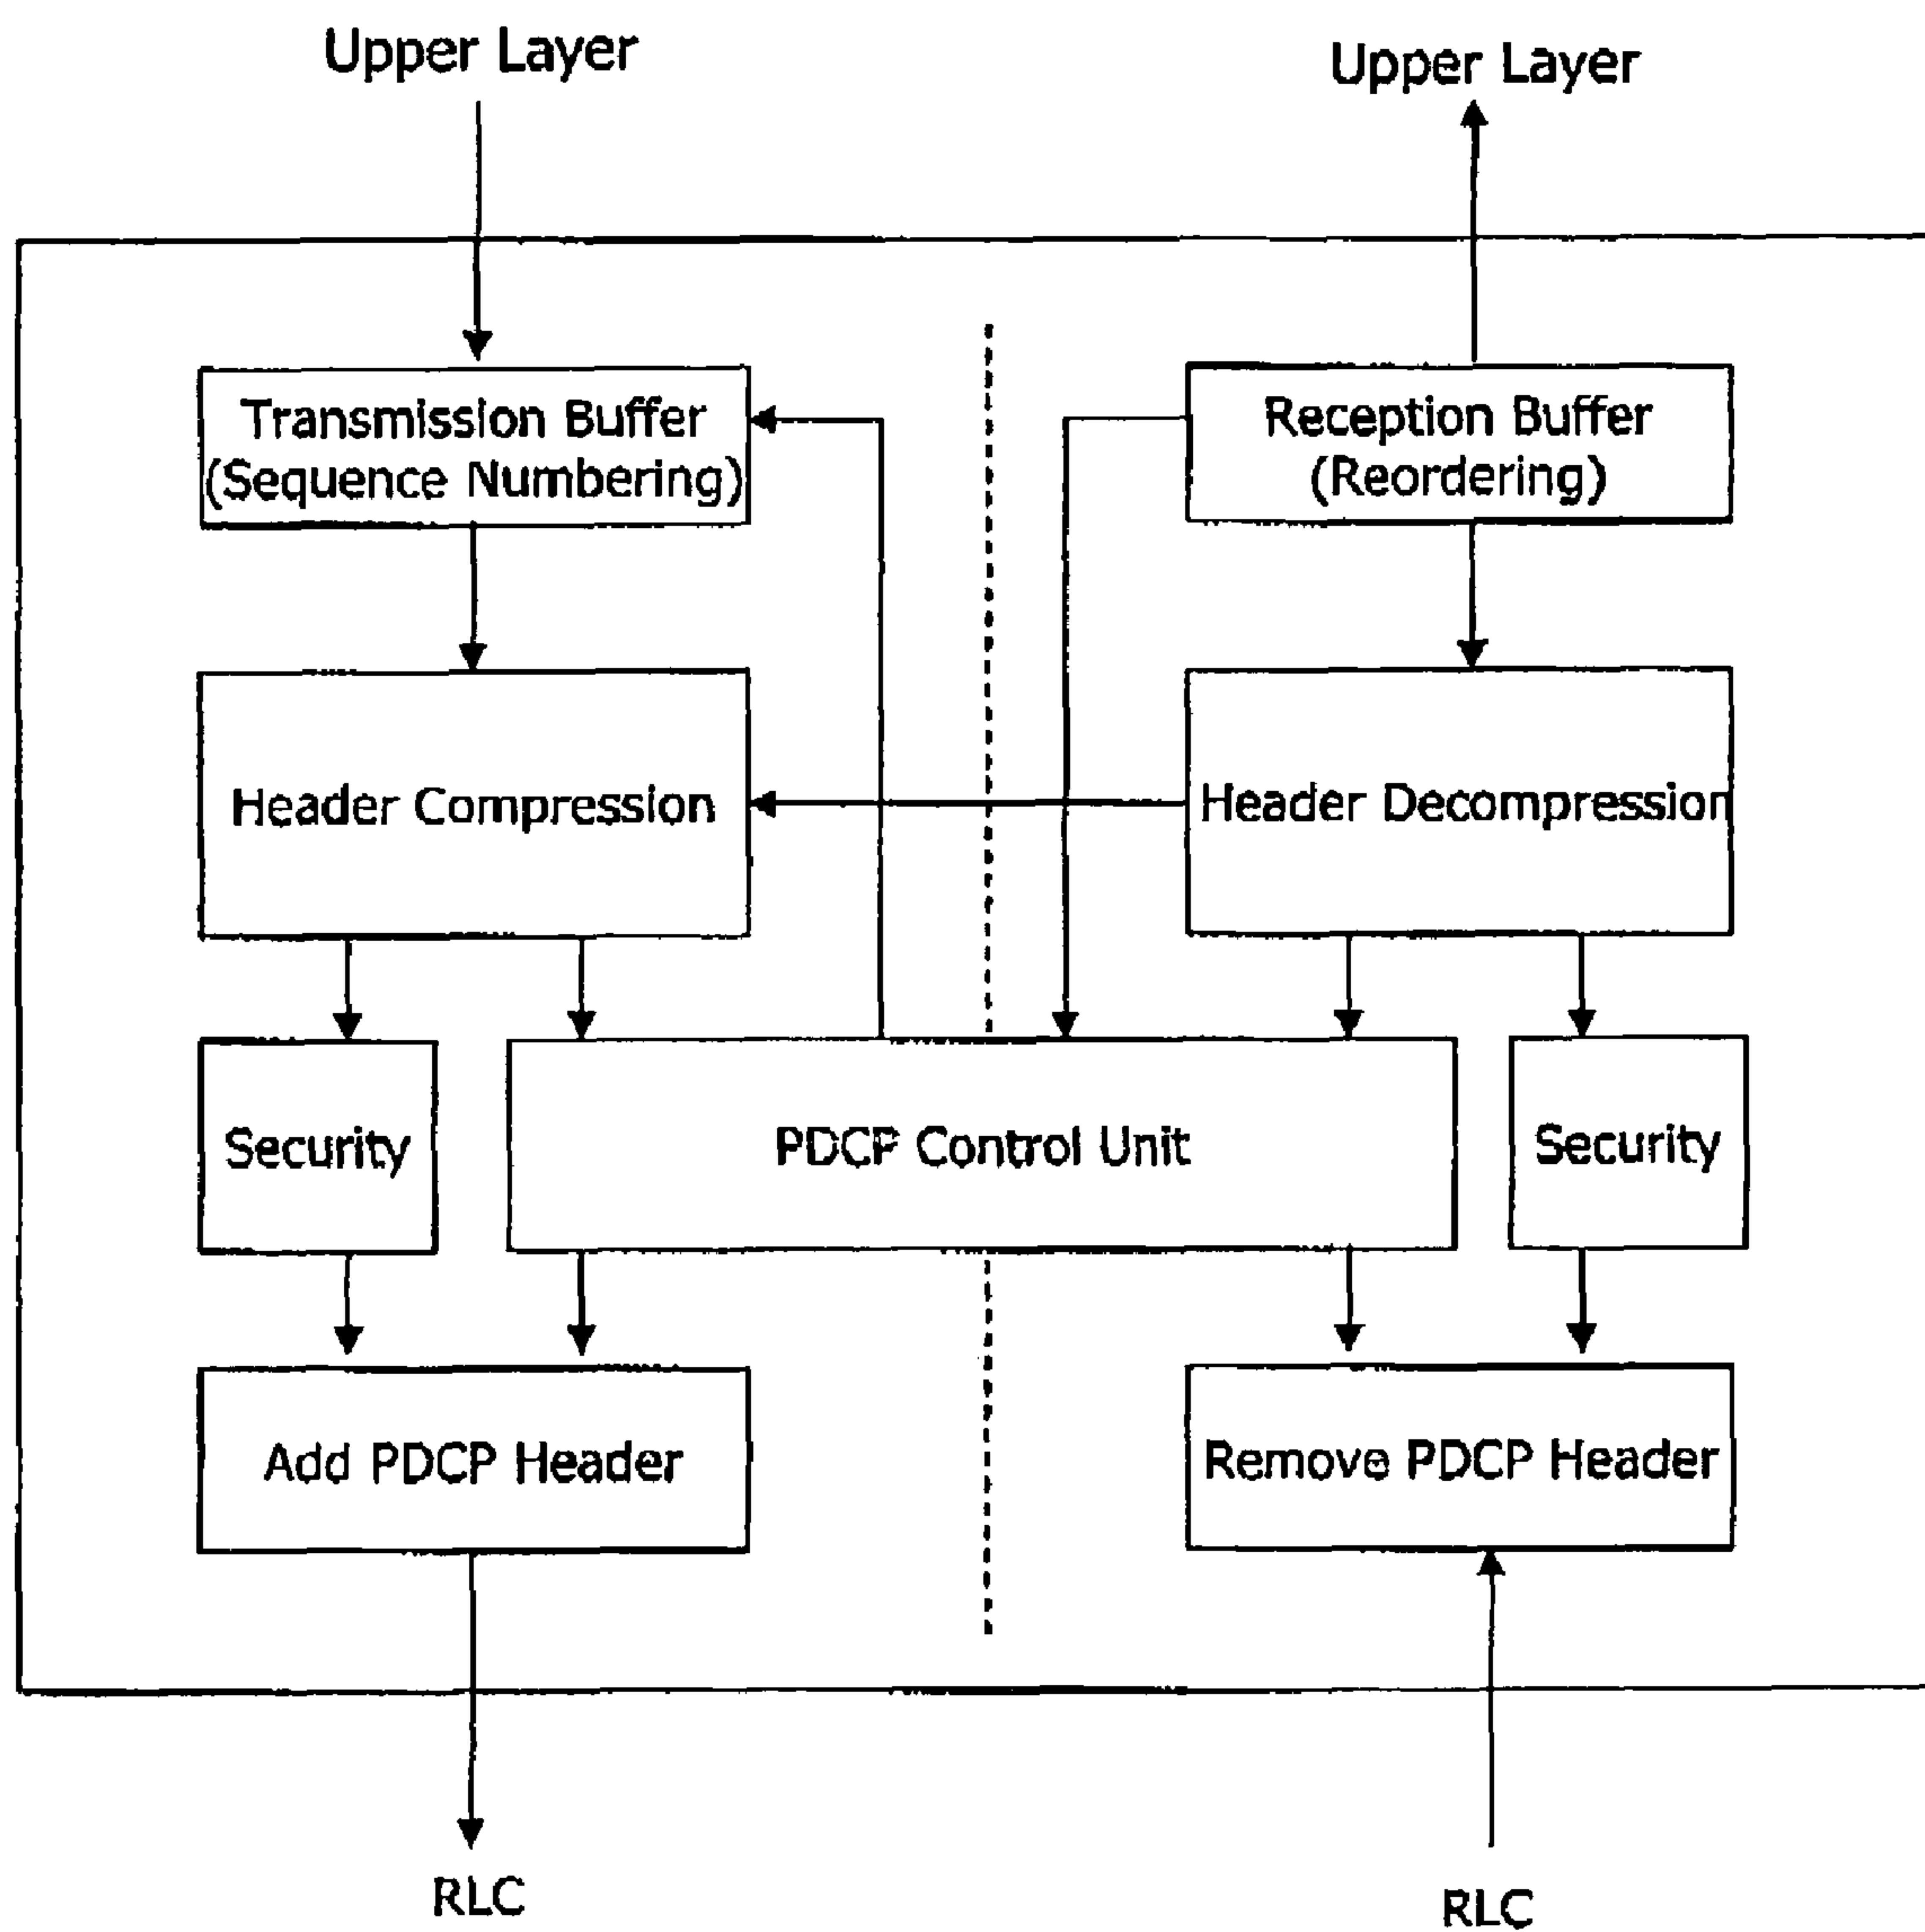 Upper Layer
Upper Layer
Transmission Buffer
(Sequence Numbering)
Reception Buffer
(Reordering)
Header Compression
Header Decompression
Security
PDCP Control Unit
Security
Add PDCP Header
Remove PDCP Header
RLC
RLC